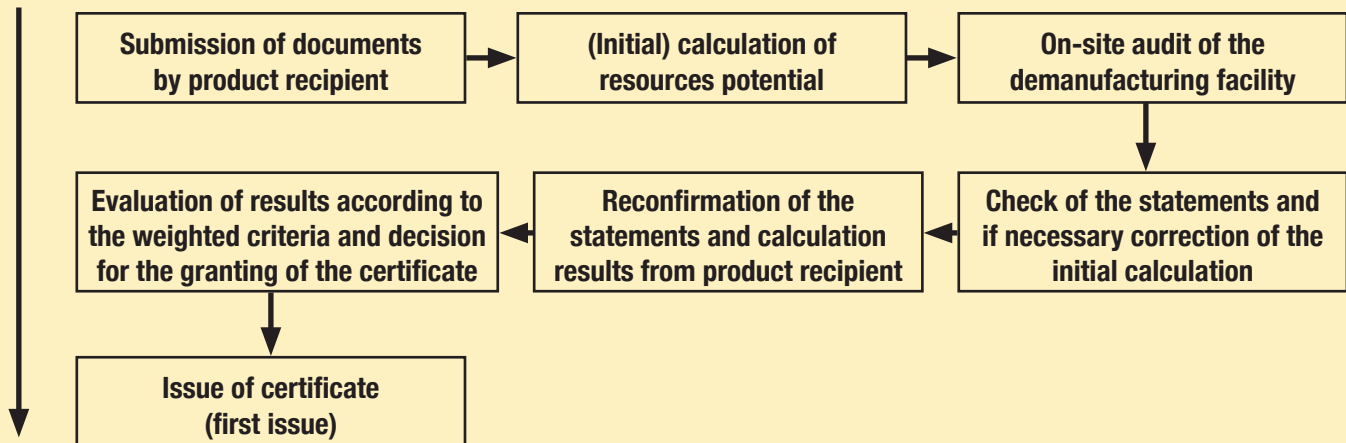 Submission of documents
by product recipient
(Initial) calculation of
resources potential
On-site audit of the
demanufacturing facility
Check of the statements and
if necessary correction of the
initial calculation
Reconfirmation of the
statements and calculation
results from product recipient
Evaluation of results according to
the weighted criteria and decision
for the granting of the certificate
Issue of certificate
(first issue)